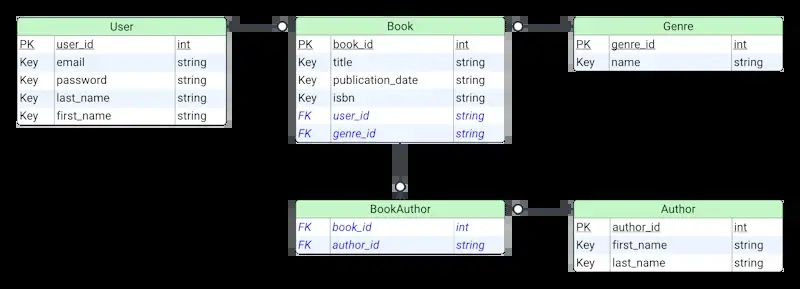 User
PK user_id int
Key email string
Key password string
Key last_name string
Key first_name string
Book
PK book_id int
Key title string
Key publication_date string
Key isbn string
FK user_id string
FK genre_id string
Genre
PK genre_id int
Key name string
BookAuthor
FK book_id int
FK author_id string
Author
PK author_id int
Key first_name string
Key last_name string